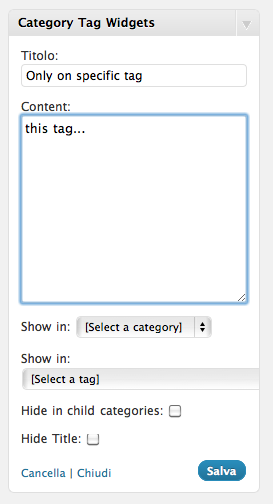 Category Tag Widgets
Titolo:
Only on specific tag
Content:
this tag...
Show in: [Select a category]
Show in:
[Select a tag]
Hide in child categories:
Hide Title:
Cancella | Chiudi Salva